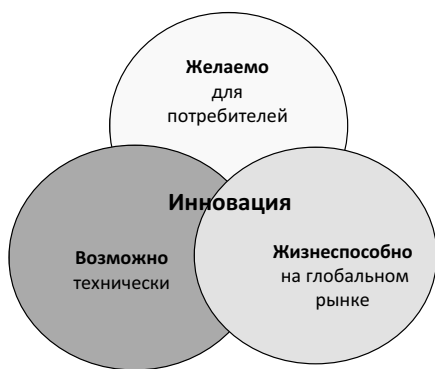 Желаемо
для
потребителей
Инновация
Возможно
технически
Жизнеспособно
на глобальном
рынке